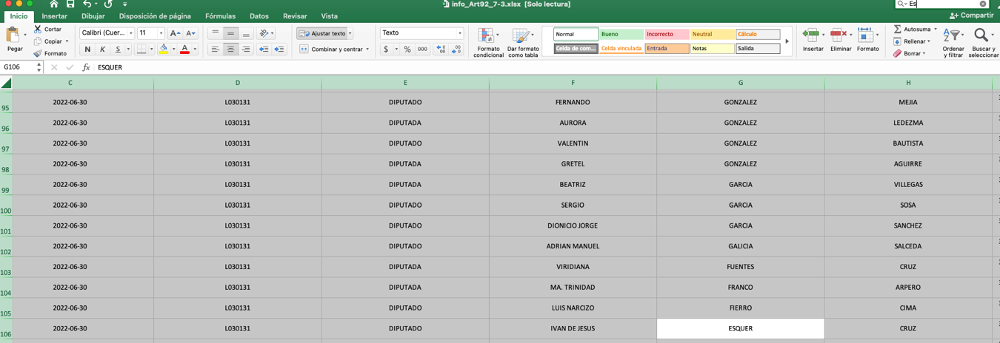 info_Art92_7-3.xlsx [Solo lectura]
Es
Inicio Insertar Dibujar Disposición de página Fórmulas Datos Revisar Vista
Compartir
Pegar
Cortar
Copiar
Formato
Calibri (Cuer... 11
N K S
Ajustar texto
Combinar y centrar
Texto
$ % 000
Formato condicional
Dar formato como tabla
Normal Bueno Incorrecto Neutral Cálculo
Celda de com... Celda vinculada Entrada Notas Salida
Insertar Eliminar Formato
Autosuma
Rellenar
Borrar
Ordenar y filtrar
Buscar y seleccionar
G106 fx ESQUER
C D E F G H
95 2022-06-30 L030131 DIPUTADO FERNANDO GONZALEZ MEJIA
96 2022-06-30 L030131 DIPUTADA AURORA GONZALEZ LEDEZMA
97 2022-06-30 L030131 DIPUTADO VALENTIN GONZALEZ BAUTISTA
98 2022-06-30 L030131 DIPUTADA GRETEL GONZALEZ AGUIRRE
99 2022-06-30 L030131 DIPUTADA BEATRIZ GARCIA VILLEGAS
100 2022-06-30 L030131 DIPUTADO SERGIO GARCIA SOSA
101 2022-06-30 L030131 DIPUTADO DIONICIO JORGE GARCIA SANCHEZ
102 2022-06-30 L030131 DIPUTADO ADRIAN MANUEL GALICIA SALCEDA
103 2022-06-30 L030131 DIPUTADA VIRIDIANA FUENTES CRUZ
104 2022-06-30 L030131 DIPUTADA MA. TRINIDAD FRANCO ARPERO
105 2022-06-30 L030131 DIPUTADO LUIS NARCIZO FIERRO CIMA
106 2022-06-30 L030131 DIPUTADO IVAN DE JESUS ESQUER CRUZ